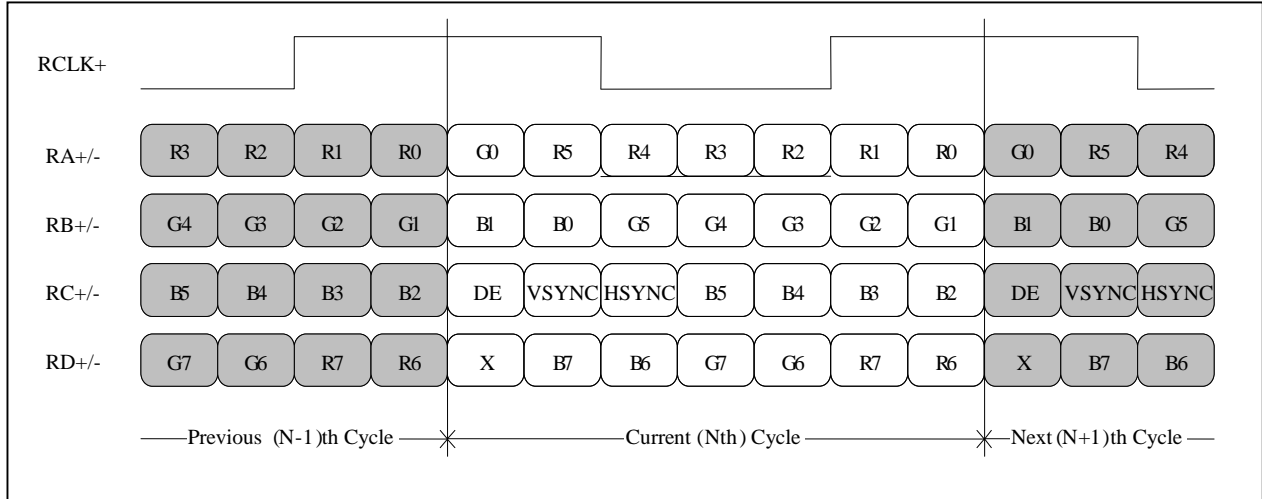 RCLK+
RA+/- R3 R2 R1 R0 G0 R5 R4 R3 R2 R1 R0 G0 R5 R4
RB+/- G4 G3 G2 G1 B1 B0 G5 G4 G3 G2 G1 B1 B0 G5
RC+/- B5 B4 B3 B2 DE VSYNC HSYNC B5 B4 B3 B2 DE VSYNC HSYNC
RD+/- G7 G6 R7 R6 X B7 B6 G7 G6 R7 R6 X B7 B6
Previous (N-1)th Cycle Current (Nth) Cycle Next (N+1)th Cycle